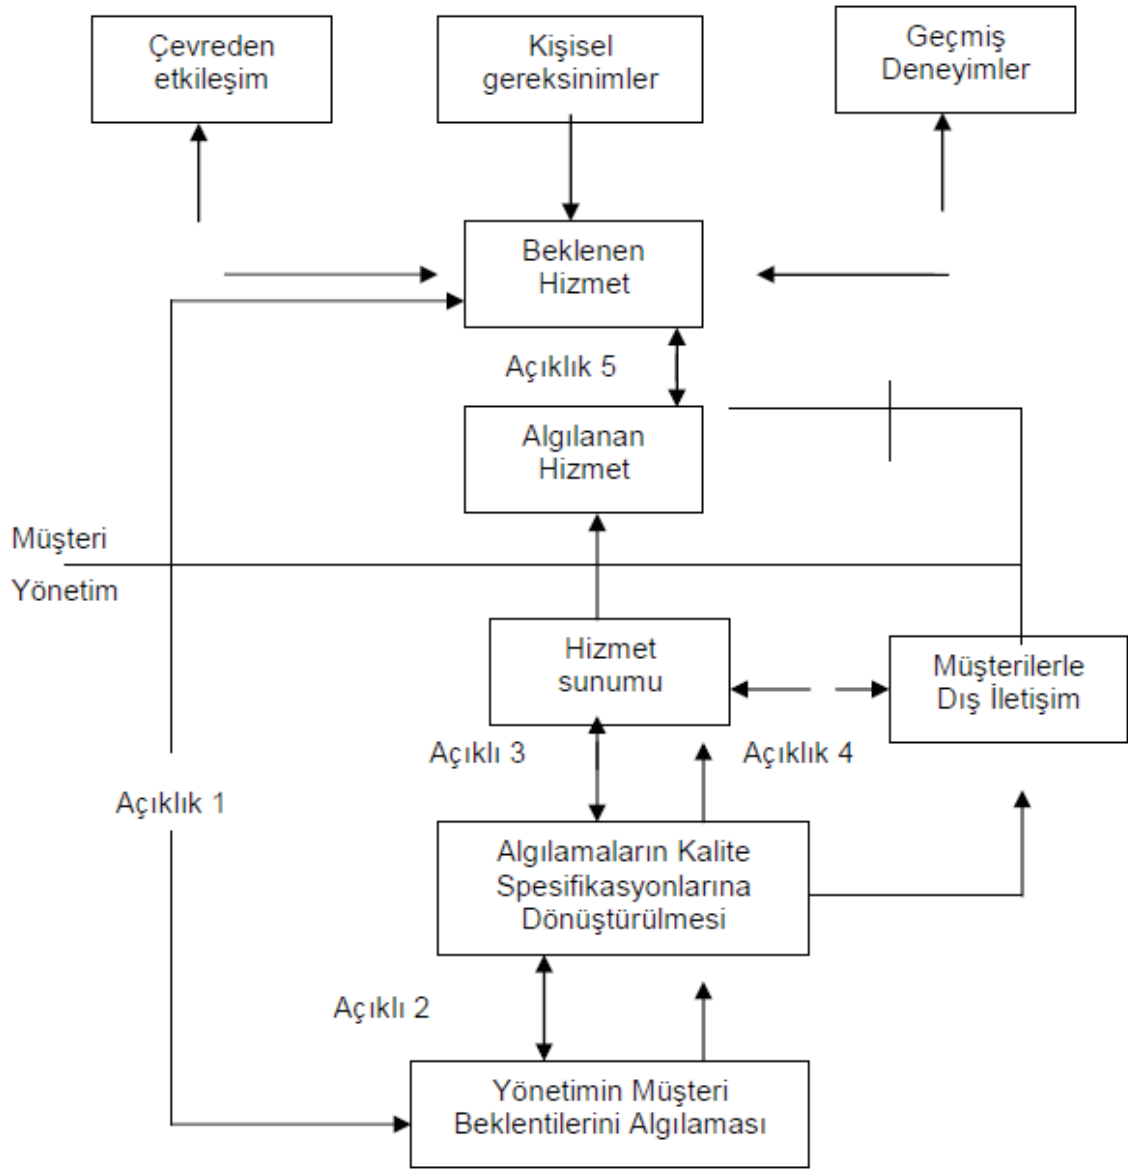 Çevreden
etkileşim
Kişisel
gereksinimler
Geçmiş
Deneyimler
Beklenen
Hizmet
Açıklık 5
Algılanan
Hizmet
Müşteri
Yönetim
Hizmet
sunumu
Müşterilerle
Dış İletişim
Açıklı 3
Açıklık 4
Açıklık 1
Algılamaların Kalite
Spesifikasyonlarına
Dönüştürülmesi
Açıklı 2
Yönetimin Müşteri
Beklentilerini Algılaması